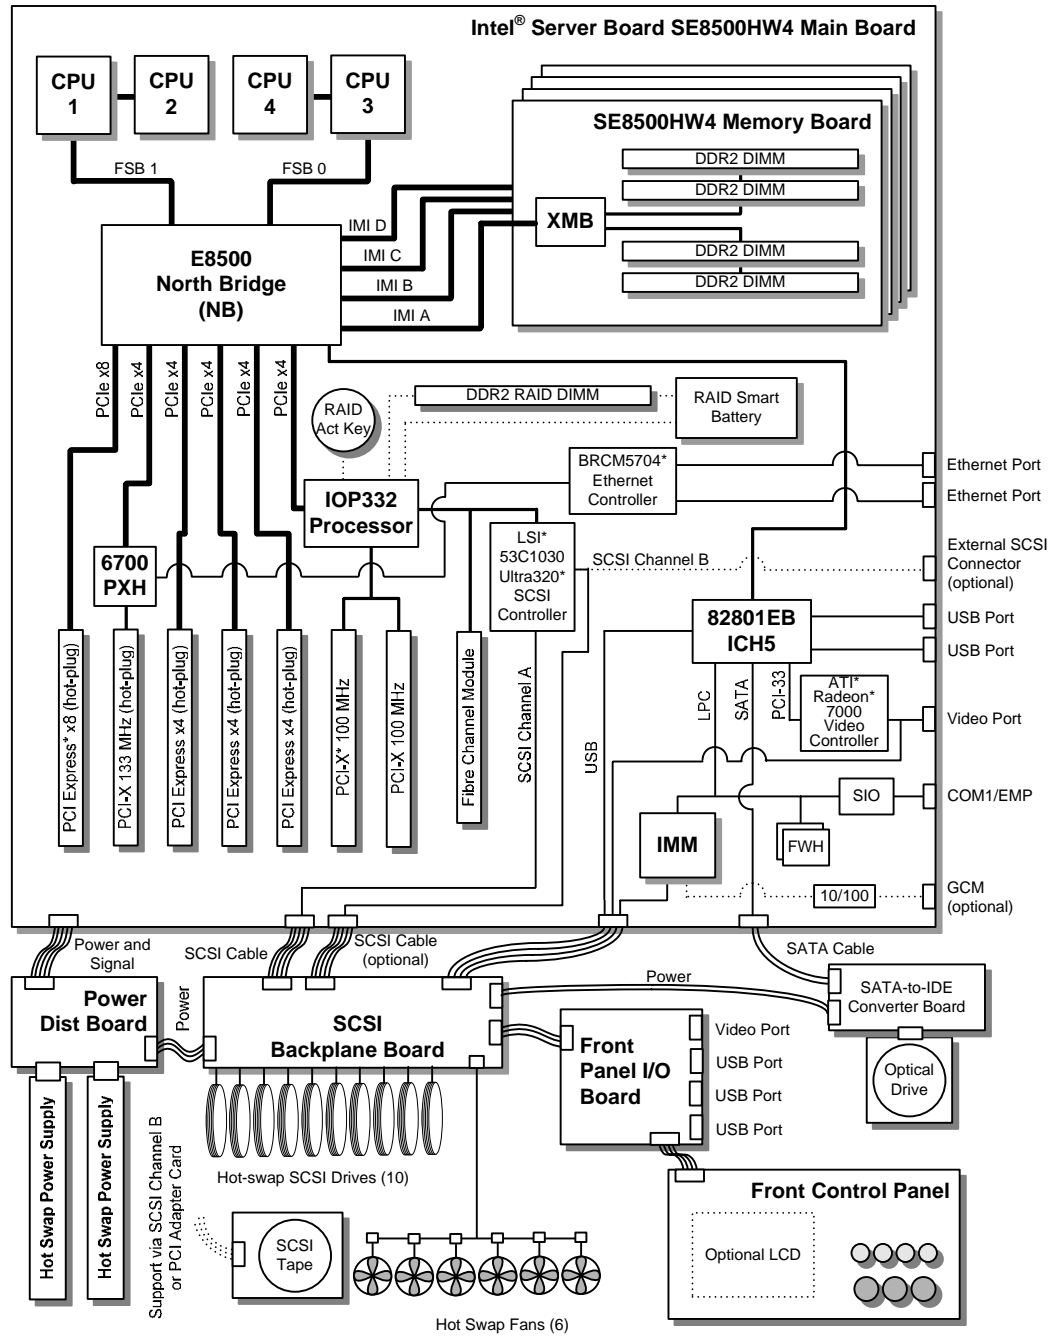 Intel® Server Board SE8500HW4 Main Board
CPU
1
CPU
2
CPU
4
CPU
3
SE8500HW4 Memory Board
DDR2 DIMM
DDR2 DIMM
XMB
DDR2 DIMM
DDR2 DIMM
FSB 1
FSB 0
IMI D
IMI C
IMI B
IMI A
E8500
North Bridge
(NB)
PCIe x8
PCIe x4
PCIe x4
PCIe x4
PCIe x4
PCIe x4
RAID
Act Key
DDR2 RAID DIMM
RAID Smart
Battery
BRCM5704*
Ethernet
Controller
Ethernet Port
Ethernet Port
IOP332
Processor
LSI*
53C1030
Ultra320*
SCSI
Controller
SCSI Channel B
External SCSI
Connector
(optional)
6700
PXH
82801EB
ICH5
USB Port
USB Port
PCI Express* x8 (hot-plug)
PCI-X 133 MHz (hot-plug)
PCI Express x4 (hot-plug)
PCI Express x4 (hot-plug)
PCI Express x4 (hot-plug)
PCI-X* 100 MHz
PCI-X 100 MHz
Fibre Channel Module
SCSI Channel A
USB
LPC
SATA
PCI-33
ATI*
Radeon*
7000
Video
Controller
Video Port
SIO
COM1/EMP
IMM
FWH
10/100
GCM
(optional)
Power and
Signal
SCSI Cable
SCSI Cable
(optional)
SATA Cable
Power
Dist Board
Power
SCSI
Backplane Board
Power
SATA-to-IDE
Converter Board
Front
Panel I/O
Board
Video Port
USB Port
USB Port
USB Port
Optical
Drive
Hot Swap Power Supply
Hot Swap Power Supply
Hot-swap SCSI Drives (10)
Support via SCSI Channel B
or PCI Adapter Card
SCSI
Tape
Hot Swap Fans (6)
Front Control Panel
Optional LCD